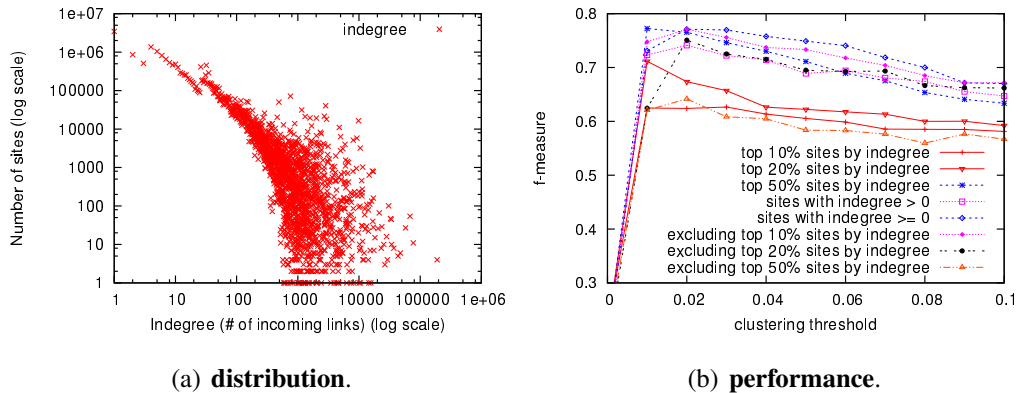 1e+07
1e+06
100000
10000
1000
100
10
1
Number of sites (log scale)
indegree
1 10 100 1000 10000 100000 1e+06
Indegree (# of incoming links) (log scale)
(a) distribution.
0.8
0.7
0.6
0.5
0.4
0.3
f-measure
top 10% sites by indegree
top 20% sites by indegree
top 50% sites by indegree
sites with indegree > 0
sites with indegree >= 0
excluding top 10% sites by indegree
excluding top 20% sites by indegree
excluding top 50% sites by indegree
0 0.02 0.04 0.06 0.08 0.1
clustering threshold
(b) performance.